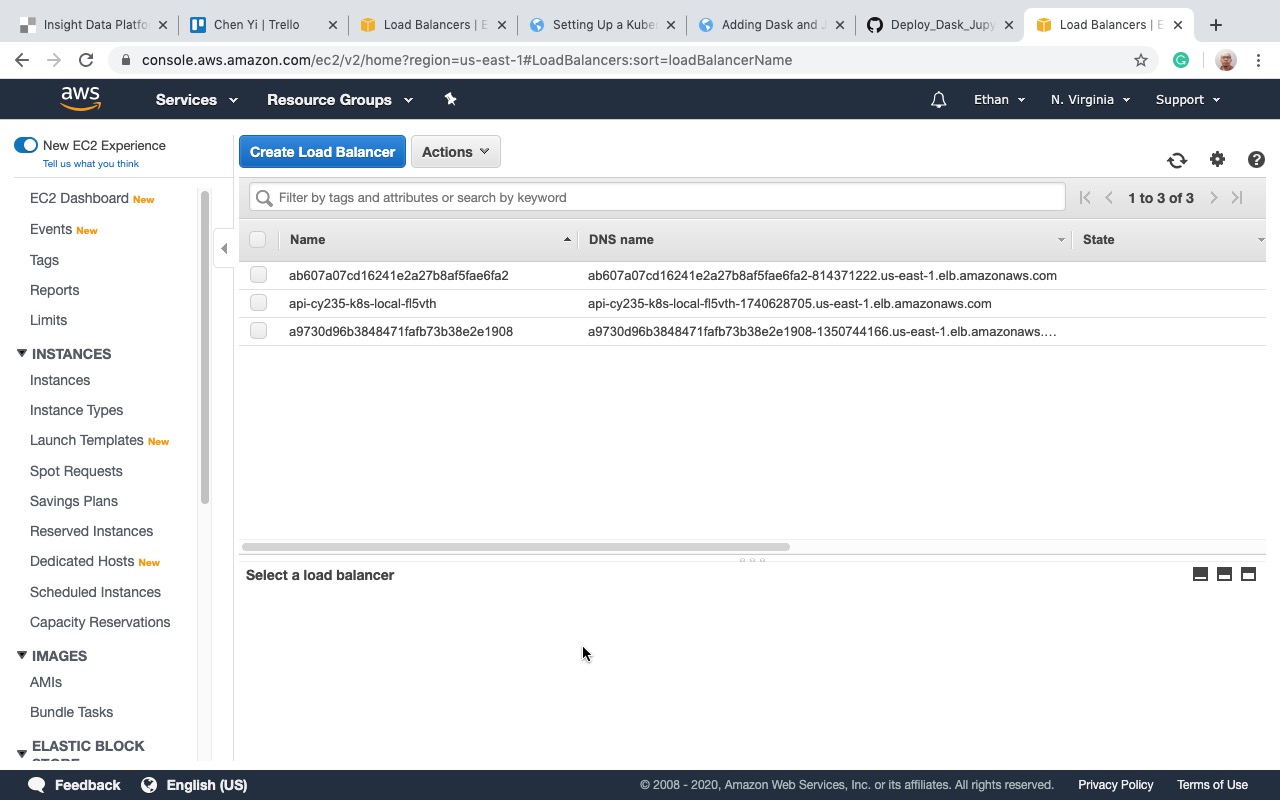 Insight Data Platfo
Chen Yi | Trello
Load Balancers | E
Setting Up a Kube
Adding Dask and J
Deploy_Dask_Jupy
Load Balancers | E
console.aws.amazon.com/ec2/v2/home?region=us-east-1#LoadBalancers:sort=loadBalancerName
aws
Services
Resource Groups
Ethan
N. Virginia
Support
New EC2 Experience
Tell us what you think
EC2 Dashboard New
Events New
Tags
Reports
Limits
INSTANCES
Instances
Instance Types
Launch Templates New
Spot Requests
Savings Plans
Reserved Instances
Dedicated Hosts New
Scheduled Instances
Capacity Reservations
IMAGES
AMIs
Bundle Tasks
ELASTIC BLOCK
STORE
Create Load Balancer
Actions
Filter by tags and attributes or search by keyword
1 to 3 of 3
Name
DNS name
State
ab607a07cd16241e2a27b8af5fae6fa2
ab607a07cd16241e2a27b8af5fae6fa2-814371222.us-east-1.elb.amazonaws.com
api-cy235-k8s-local-fl5vth
api-cy235-k8s-local-fl5vth-1740628705.us-east-1.elb.amazonaws.com
a9730d96b3848471fafb73b38e2e1908
a9730d96b3848471fafb73b38e2e1908-1350744166.us-east-1.elb.amazonaws.…
Select a load balancer
Feedback
English (US)
© 2008 - 2020, Amazon Web Services, Inc. or its affiliates. All rights reserved.
Privacy Policy
Terms of Use